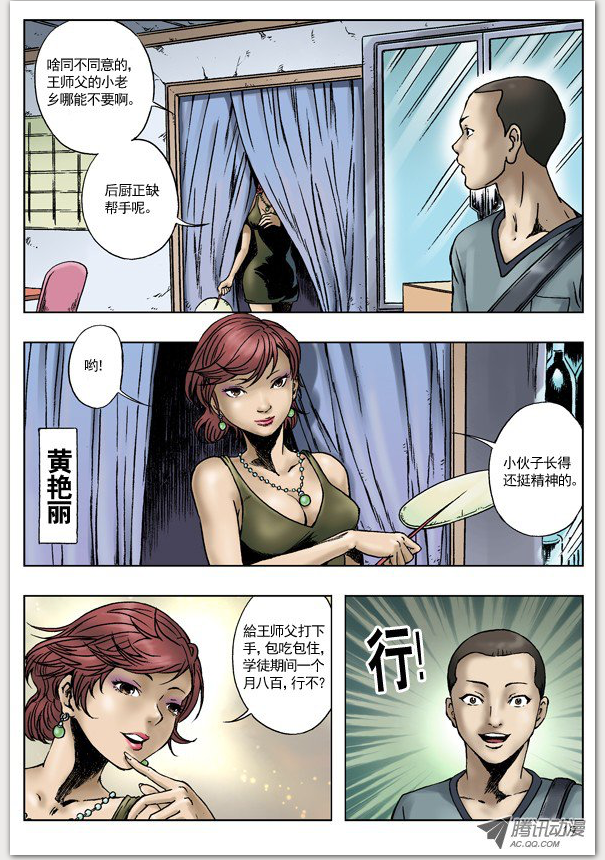 啥同不同意的,
王师父的小老
乡哪能不要啊。
后厨正缺
帮手呢。
哟!
黄艳丽
小伙子长得
还挺精神的。
給王师父打下
手,包吃包住,
学徒期间一个
月八百,行不?
行!
腾讯动漫
AC.QQ.COM